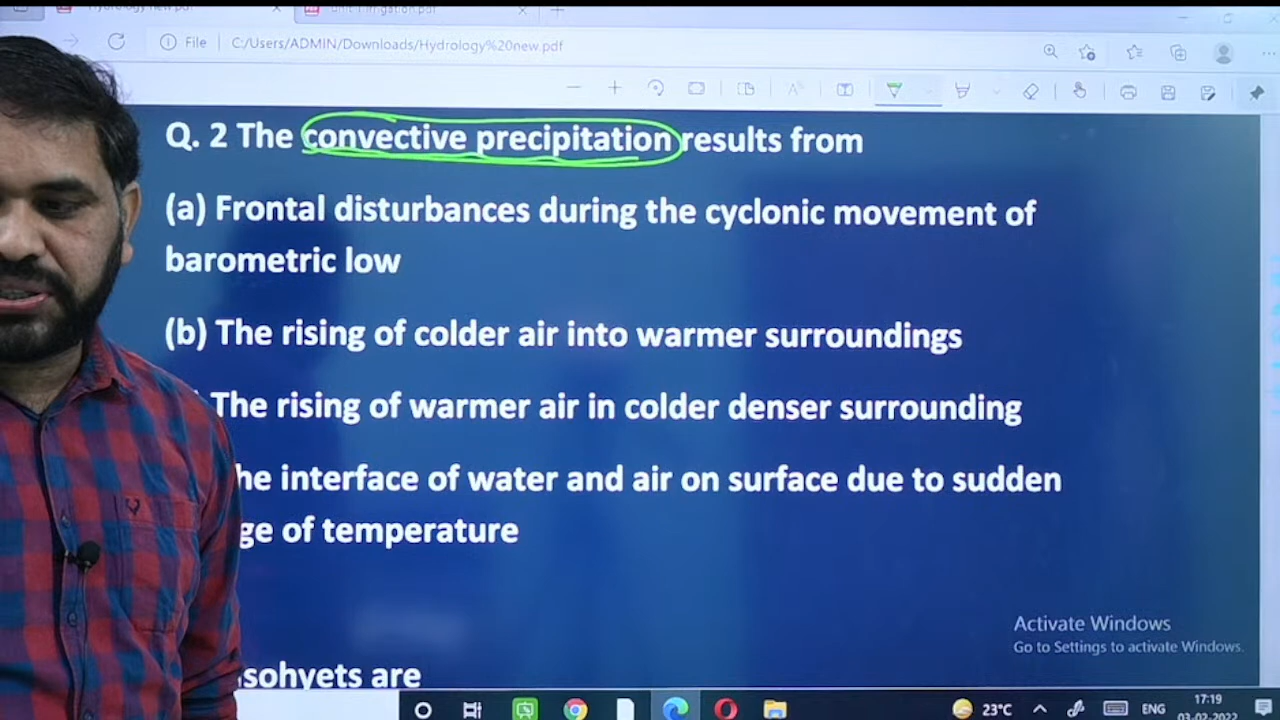 File
C:/Users/ADMIN/Downloads/Hydrology%20new.pdf
Q. 2 The convective precipitation results from
(a) Frontal disturbances during the cyclonic movement of
barometric low
(b) The rising of colder air into warmer surroundings
The rising of warmer air in colder denser surrounding
he interface of water and air on surface due to sudden
ge of temperature
sohyets are
Activate Windows
Go to Settings to activate Windows.
23°C
ENG
17:19
03-02-2022